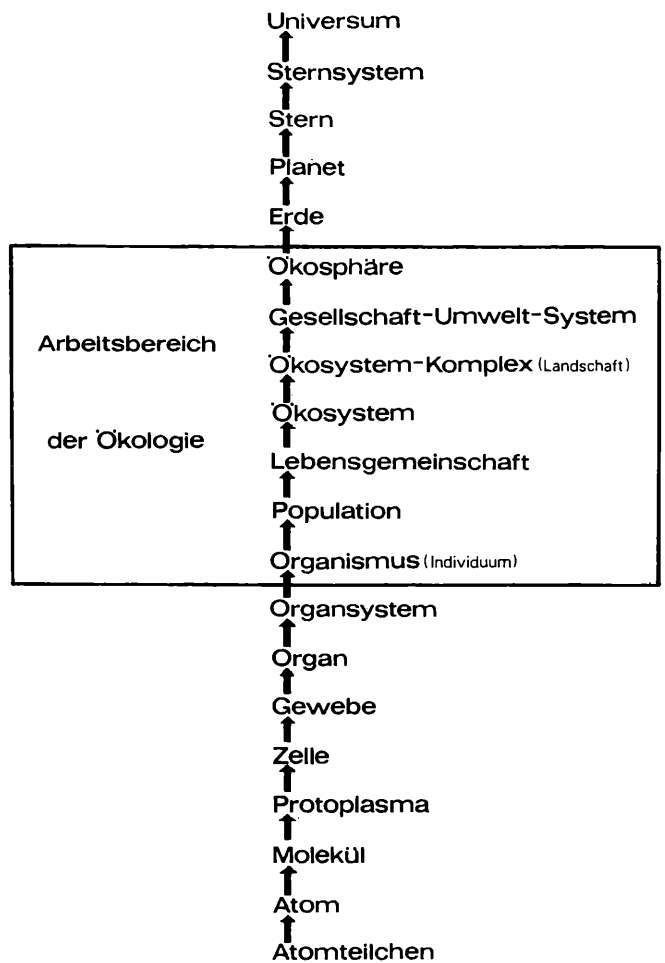 Universum
Sternsystem
Stern
Planet
Erde
Ökosphäre
Gesellschaft-Umwelt-System
Arbeitsbereich
Ökosystem-Komplex (Landschaft)
Ökosystem
der Ökologie
Lebensgemeinschaft
Population
Organismus (Individuum)
Organsystem
Organ
Gewebe
Zelle
Protoplasma
Molekül
Atom
Atomteilchen